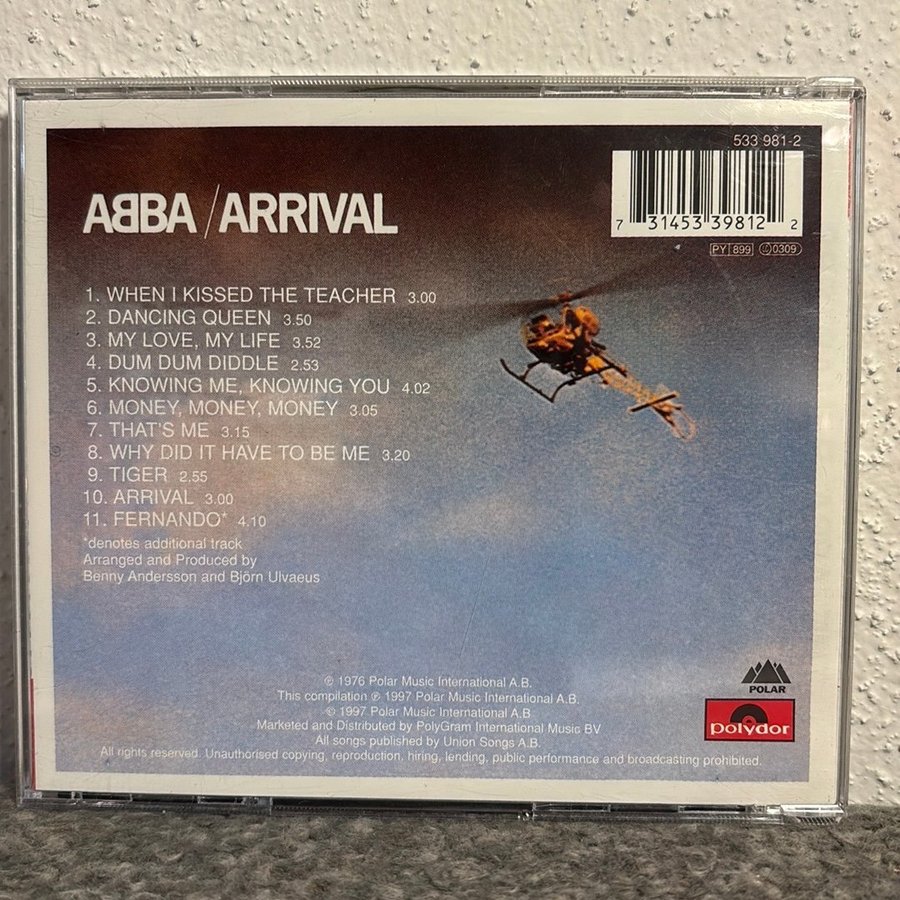 533 981-2
ABBA/ARRIVAL
7 31453 39812 2
PY 899 0309
1. WHEN I KISSED THE TEACHER 3.00
2. DANCING QUEEN 3.50
3. MY LOVE, MY LIFE 3.52
4. DUM DUM DIDDLE 2.53
5. KNOWING ME, KNOWING YOU 4.02
6. MONEY, MONEY, MONEY 3.05
7. THAT'S ME 3.15
8. WHY DID IT HAVE TO BE ME 3.20
9. TIGER 2.55
10. ARRIVAL 3.00
11. FERNANDO* 4.10
*denotes additional track
Arranged and Produced by
Benny Andersson and Björn Ulvaeus
℗ 1976 Polar Music International A.B.
This compilation ℗ 1997 Polar Music International A.B.
© 1997 Polar Music International A.B
Marketed and Distributed by PolyGram International Music BV
All songs published by Union Songs A.B.
All rights reserved. Unauthorised copying, reproduction, hiring, lending, public performance and broadcasting prohibited.
POLAR
polydor